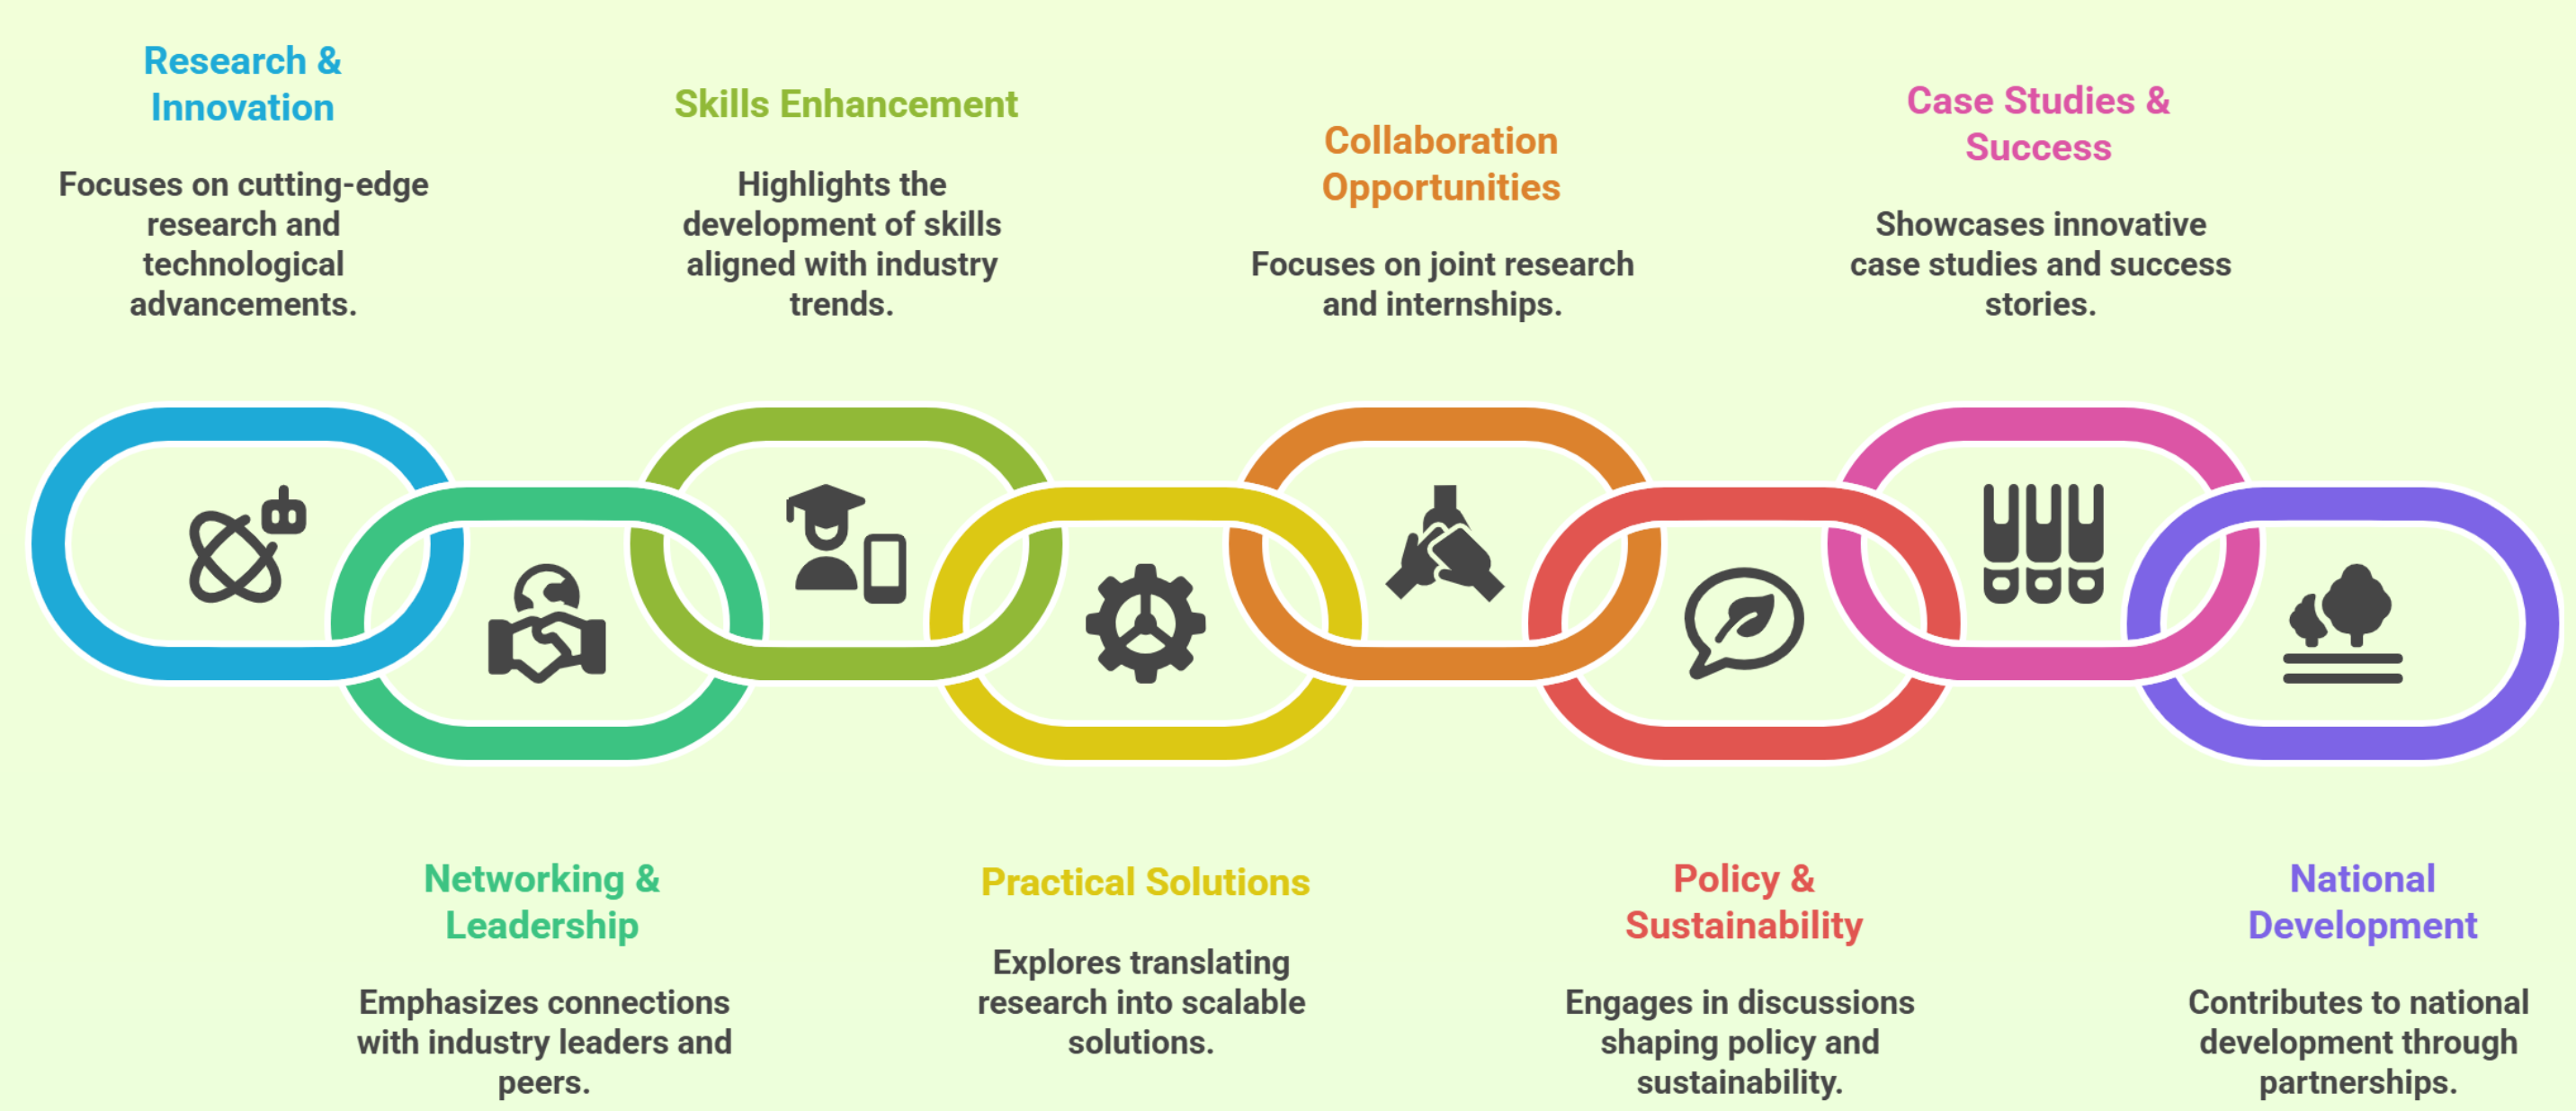 Research &
Innovation
Focuses on cutting-edge
research and
technological
advancements.
Networking &
Leadership
Emphasizes connections
with industry leaders and
peers.
Skills Enhancement
Highlights the
development of skills
aligned with industry
trends.
Practical Solutions
Explores translating
research into scalable
solutions.
Collaboration
Opportunities
Focuses on joint research
and internships.
Policy &
Sustainability
Engages in discussions
shaping policy and
sustainability.
Case Studies &
Success
Showcases innovative
case studies and success
stories.
National
Development
Contributes to national
development through
partnerships.